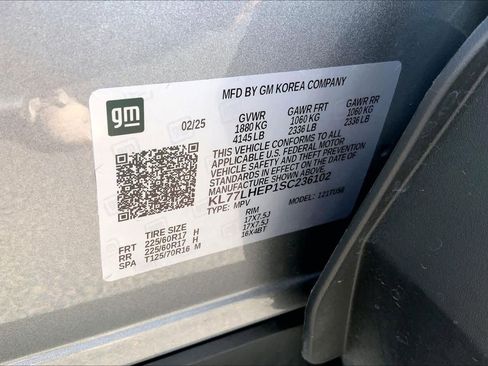 gm
MFD BY GM KOREA COMPANY
02/25
GVWR GAWR FRT GAWR RR
1880 KG 1060 KG 1060 KG
4145 LB 2336 LB 2336 LB
THIS VEHICLE CONFORMS TO ALL
APPLICABLE U.S. FEDERAL MOTOR
VEHICLE SAFETY AND THEFT PREVENTION
STANDARDS IN EFFECT ON THE DATE OF
MANUFACTURE SHOWN ABOVE.
KL77LHEP1SC236102
TYPE: MPV MODEL: 121TU58
TIRE SIZE RIM
FRT 225/60R17 H 17X7.5J
RR 225/60R17 H 17X7.5J
SPA T125/70R16 M 16X4BT